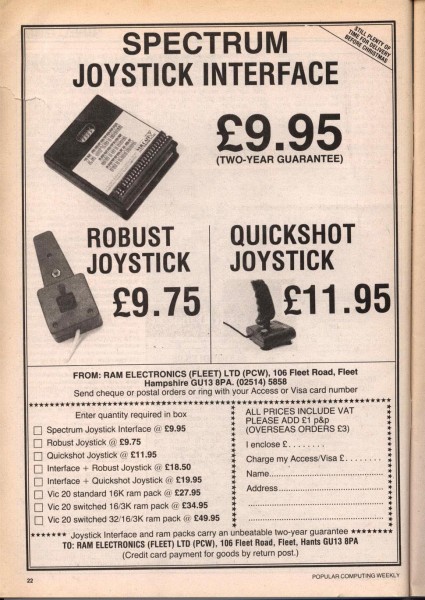 STILL PLENTY OF
TIME FOR DELIVERY
BEFORE CHRISTMAS
SPECTRUM
JOYSTICK INTERFACE
£9.95
(TWO-YEAR GUARANTEE)
ROBUST
JOYSTICK
£9.75
QUICKSHOT
JOYSTICK
£11.95
FROM: RAM ELECTRONICS (FLEET) LTD (PCW), 106 Fleet Road, Fleet
Hampshire GU13 8PA. (02514) 5858
Send cheque or postal orders or ring with your Access or Visa card number
Enter quantity required in box
Spectrum Joystick Interface @ £9.95
Robust Joystick @ £9.75
Quickshot Joystick @ £11.95
Interface + Robust Joystick @ £18.50
Interface + Quickshot Joystick @ £19.95
Vic 20 standard 16K ram pack @ £27.95
Vic 20 switched 16/3K ram pack @ £34.95
Vic 20 switched 32/16/3K ram pack @ £49.95
ALL PRICES INCLUDE VAT
PLEASE ADD £1 p&p
(OVERSEAS ORDERS £3)
I enclose £........
Charge my Access/Visa £........
Name........
Address........
Joystick Interface and ram packs carry an unbeatable two-year guarantee
TO: RAM ELECTRONICS (FLEET) LTD (PCW), 106 Fleet Road, Fleet, Hants GU13 8PA
(Credit card payment for goods by return post.)
22
POPULAR COMPUTING WEEKLY